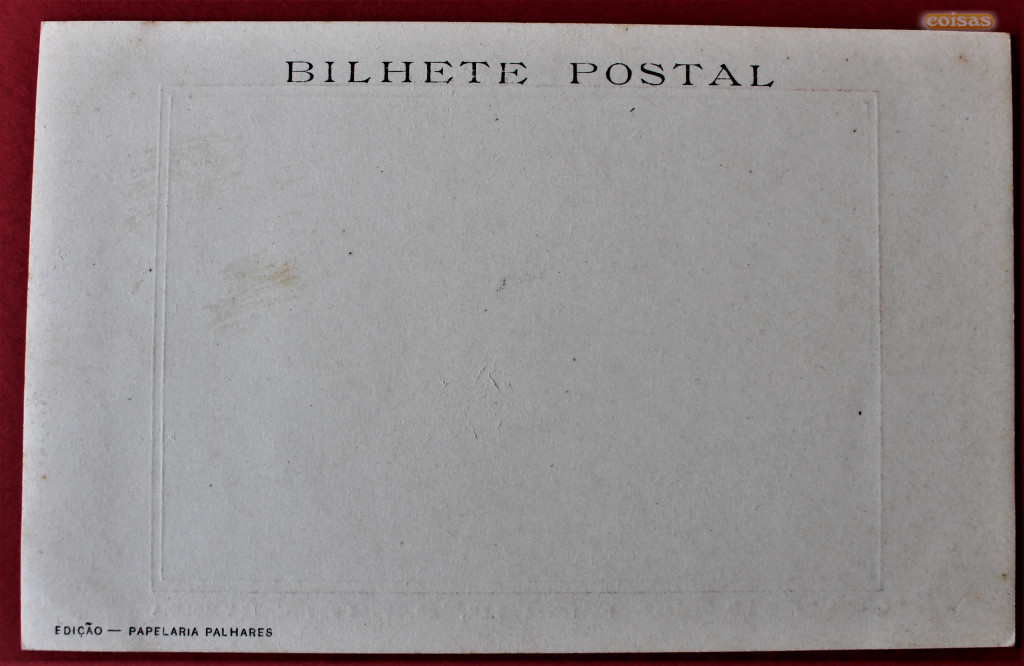 coisas
BILHETE POSTAL
EDIÇÃO — PAPELARIA PALHARES